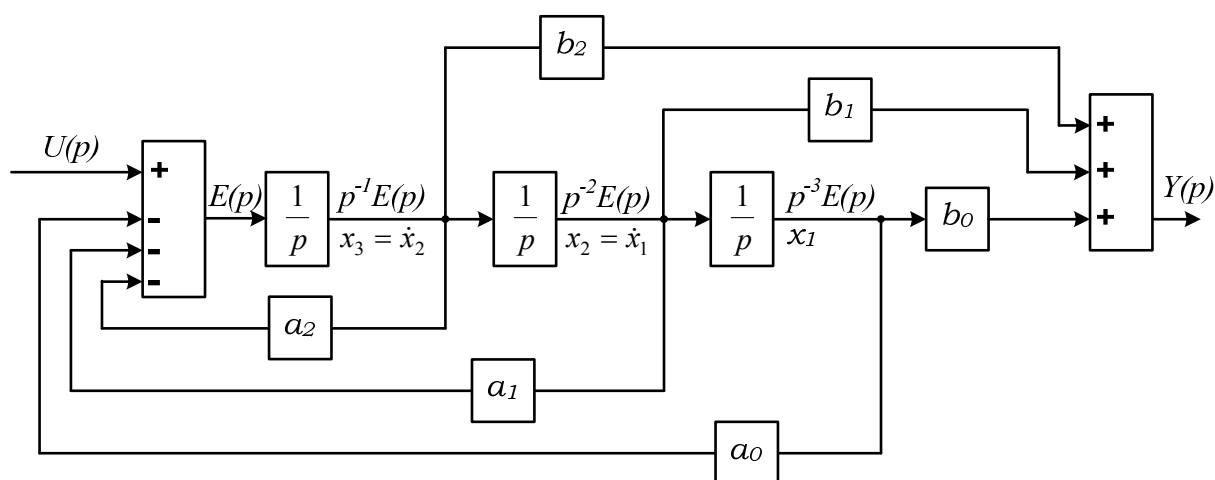 b₂
b₁
U(p)
+
-
-
-
E(p)
1/p
p⁻¹E(p)
x₃ = ẋ₂
1/p
p⁻²E(p)
x₂ = ẋ₁
1/p
p⁻³E(p)
x₁
b₀
+
+
+
Y(p)
a₂
a₁
a₀